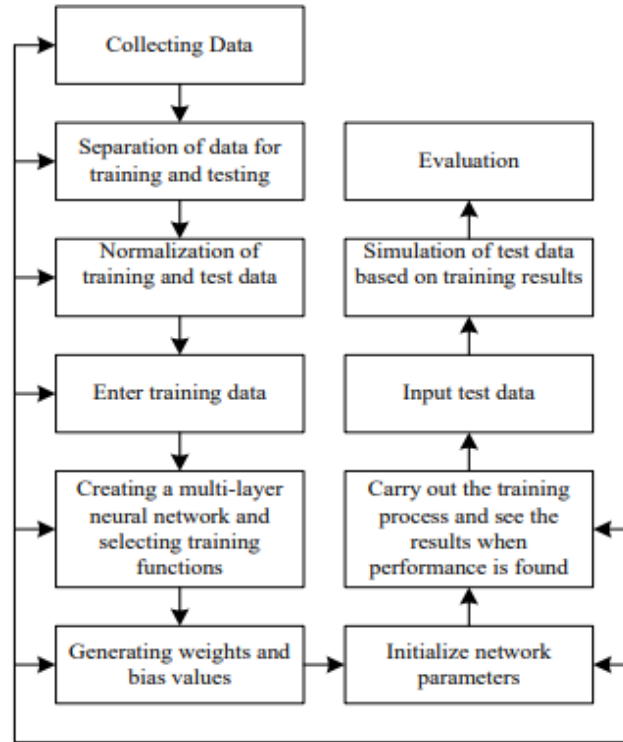 Collecting Data
Separation of data for
training and testing
Normalization of
training and test data
Enter training data
Creating a multi-layer
neural network and
selecting training
functions
Generating weights and
bias values
Initialize network
parameters
Carry out the training
process and see the
results when
performance is found
Input test data
Simulation of test data
based on training results
Evaluation